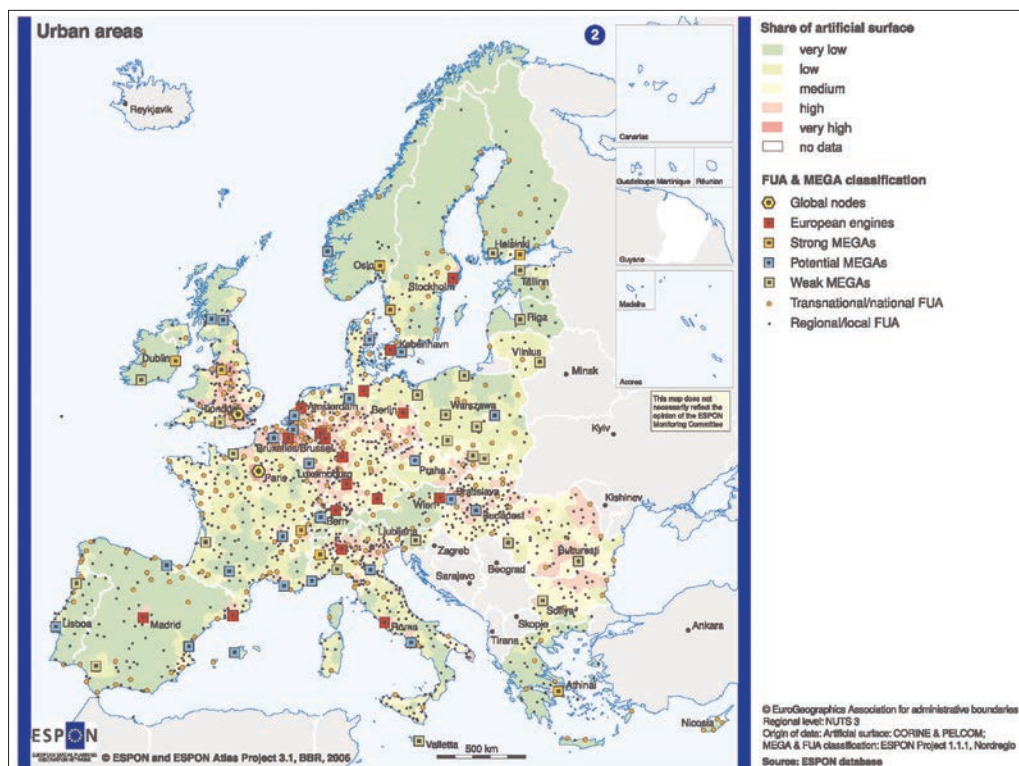 Urban areas
2
Reykjavik
Canarias
Guadeloupe
Martinique
Réunion
Guyane
Madeira
Acores
This map does not
necessarily reflect the
opinion of the ESPON
Monitoring Committee
Helsinki
Oslo
Stockholm
Tallinn
Riga
Dublin
København
Vilnius
Minsk
London
Amsterdam
Berlin
Warszawa
Kyiv
Bruxelles/Brussel
Luxembourg
Paris
Praha
Kishinev
Wien
Bratislava
Budapest
Bern
Ljubljana
Zagreb
Bucuresti
Beograd
Sarajevo
Lisboa
Madrid
Roma
Sofiya
Skopje
Tirana
Ankara
Athinai
Nicosia
Valletta
500 km
ESPON
© ESPON and ESPON Atlas Project 3.1, BBR, 2006
Share of artificial surface
very low
low
medium
high
very high
no data
FUA & MEGA classification
Global nodes
European engines
Strong MEGAs
Potential MEGAs
Weak MEGAs
Transnational/national FUA
Regional/local FUA
© EuroGeographics Association for administrative boundaries
Regional level: NUTS 3
Origin of data: Artificial surface: CORINE & PELCOM;
MEGA & FUA classification: ESPON Project 1.1.1, Nordregio
Source: ESPON database